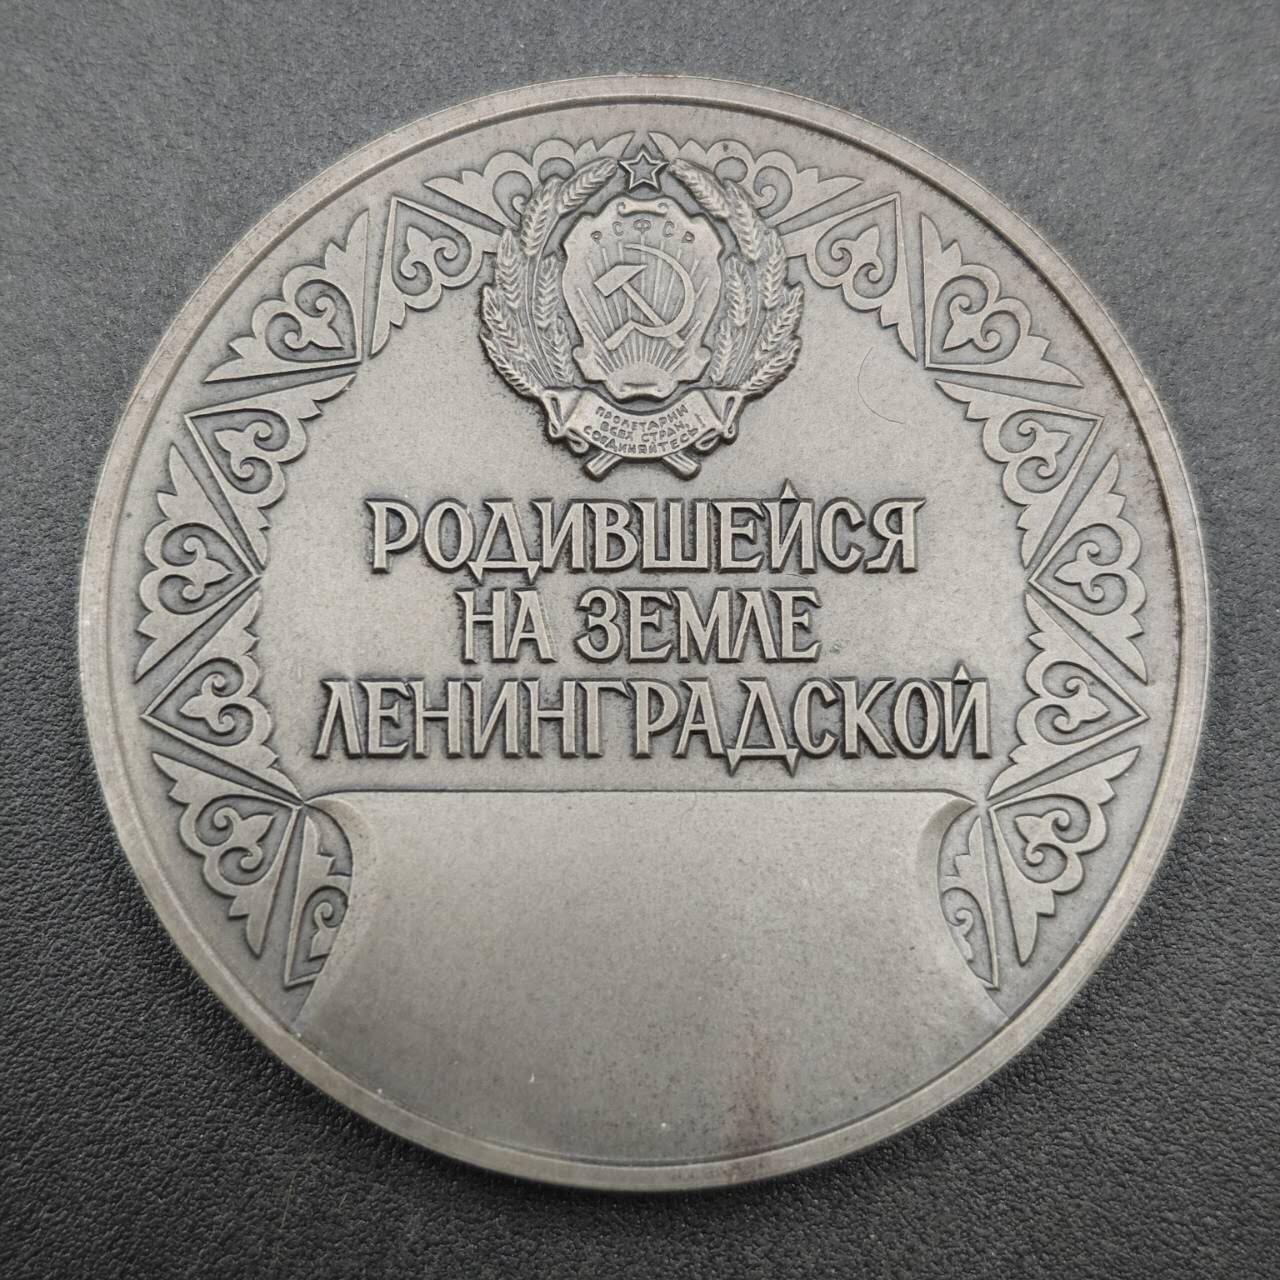 РСФСР
ПРОЛЕТАРИИ
ВСЕХ СТРАН,
СОЕДИНЯЙТЕСЬ!
РОДИВШЕЙСЯ
НА ЗЕМЛЕ
ЛЕНИНГРАДСКОЙ